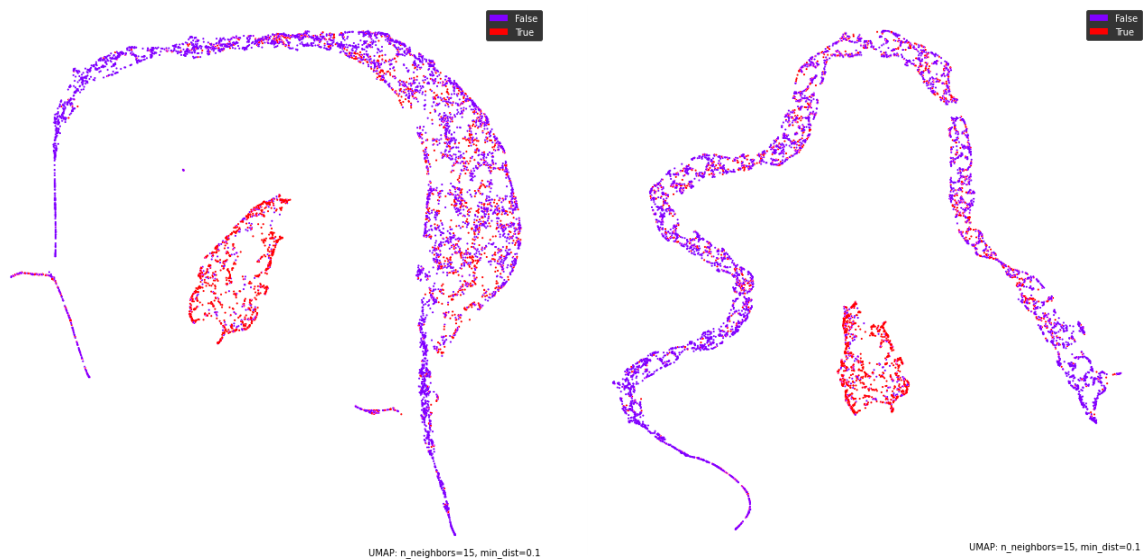 False
True
False
True
UMAP: n_neighbors=15, min_dist=0.1
UMAP: n_neighbors=15, min_dist=0.1